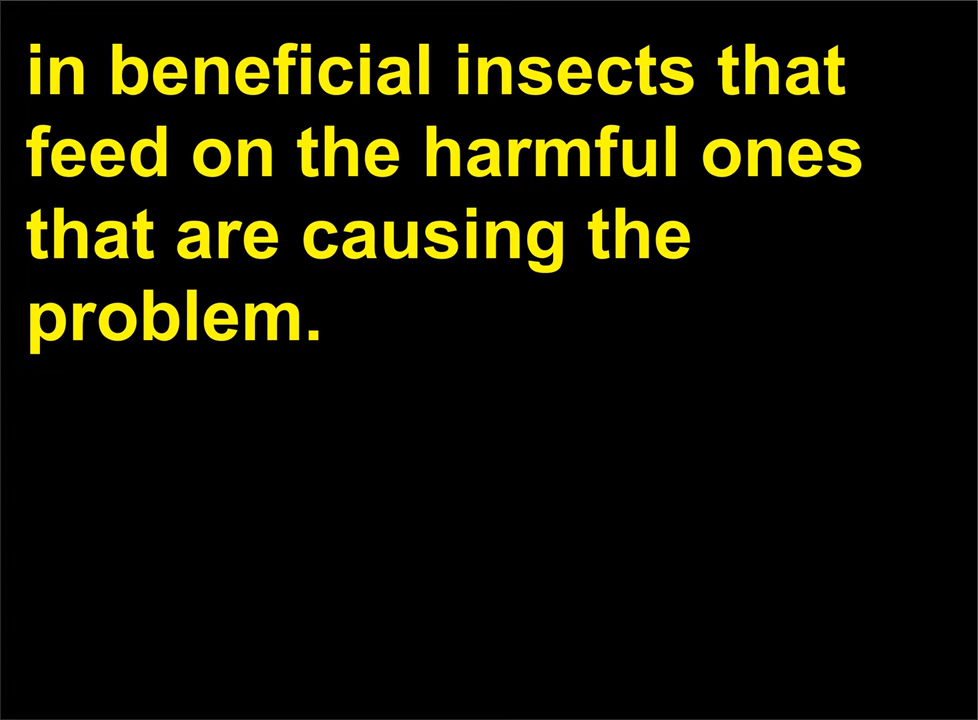 in beneficial insects that
feed on the harmful ones
that are causing the
problem.